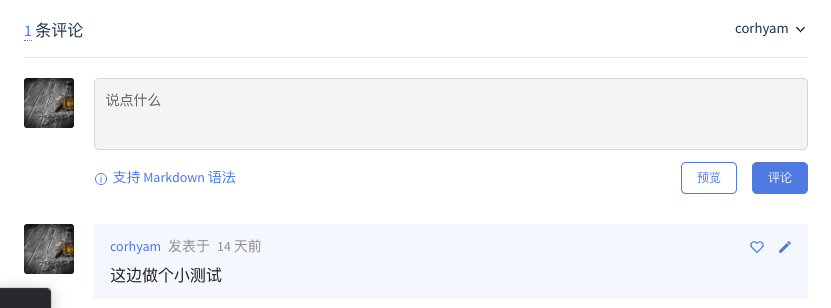 1 条评论
corhyam
说点什么
支持 Markdown 语法
预览
评论
corhyam 发表于 14 天前
这边做个小测试